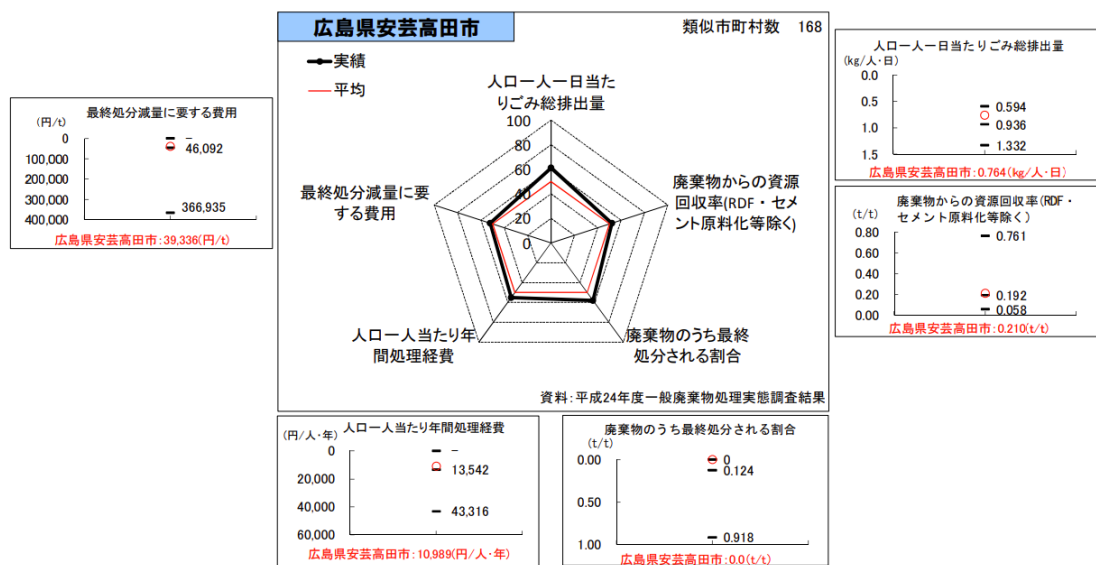 広島県安芸高田市
類似市町村数 168
実績
平均
人口一人一日当た
りごみ総排出量
100
80
60
40
20
0
廃棄物からの資源
回収率(RDF・セメ
ント原料化等除く)
廃棄物のうち最終
処分される割合
人口一人当たり年
間処理経費
最終処分減量に要
する費用
資料:平成24年度一般廃棄物処理実態調査結果
最終処分減量に要する費用
(円/t)
0
100,000
200,000
300,000
400,000
−
46,092
366,935
広島県安芸高田市:39,336(円/t)
人口一人一日当たりごみ総排出量
(kg/人・日)
0.0
0.5
1.0
1.5
0.594
0.936
1.332
広島県安芸高田市:0.764(kg/人・日)
廃棄物からの資源回収率(RDF・
セメント原料化等除く)
(t/t)
0.80
0.60
0.40
0.20
0.00
0.761
0.192
0.058
広島県安芸高田市:0.210(t/t)
人口一人当たり年間処理経費
(円/人・年)
0
20,000
40,000
60,000
−
13,542
43,316
広島県安芸高田市:10,989(円/人・年)
廃棄物のうち最終処分される割合
(t/t)
0.00
0.50
1.00
0
0.124
0.918
広島県安芸高田市:0.0(t/t)